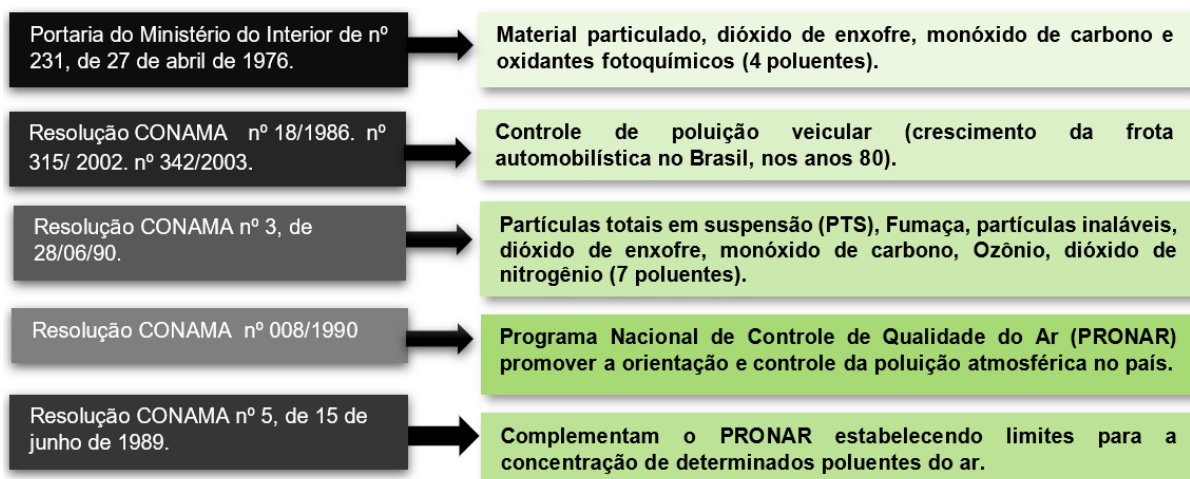 Portaria do Ministério do Interior de nº
231, de 27 de abril de 1976.
Material particulado, dióxido de enxofre, monóxido de carbono e
oxidantes fotoquímicos (4 poluentes).
Resolução CONAMA nº 18/1986. nº
315/ 2002. nº 342/2003.
Controle de poluição veicular (crescimento da frota
automobilística no Brasil, nos anos 80).
Resolução CONAMA nº 3, de
28/06/90.
Partículas totais em suspensão (PTS), Fumaça, partículas inaláveis,
dióxido de enxofre, monóxido de carbono, Ozônio, dióxido de
nitrogênio (7 poluentes).
Resolução CONAMA nº 008/1990
Programa Nacional de Controle de Qualidade do Ar (PRONAR)
promover a orientação e controle da poluição atmosférica no país.
Resolução CONAMA nº 5, de 15 de
junho de 1989.
Complementam o PRONAR estabelecendo limites para a
concentração de determinados poluentes do ar.